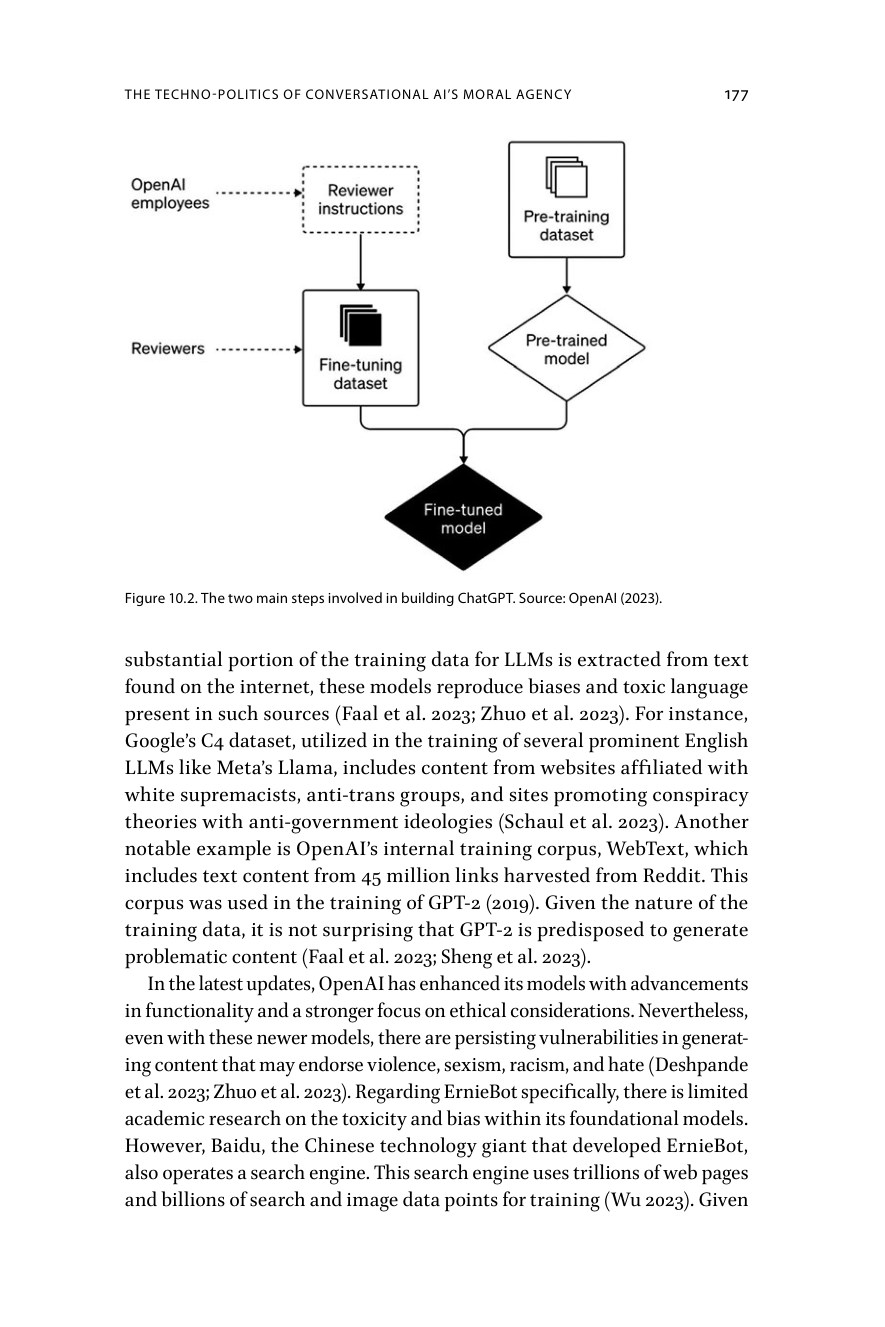 THE TECHNO-POLITICS OF CONVERSATIONAL AI'S MORAL AGENCY 177
OpenAI
employees
Reviewer
instructions
Pre-training
dataset
Reviewers
Fine-tuning
dataset
Pre-trained
model
Fine-tuned
model
Figure 10.2. The two main steps involved in building ChatGPT. Source: OpenAI (2023).
substantial portion of the training data for LLMs is extracted from text
found on the internet, these models reproduce biases and toxic language
present in such sources (Faal et al. 2023; Zhuo et al. 2023). For instance,
Google's C4 dataset, utilized in the training of several prominent English
LLMs like Meta's Llama, includes content from websites affiliated with
white supremacists, anti-trans groups, and sites promoting conspiracy
theories with anti-government ideologies (Schaul et al. 2023). Another
notable example is OpenAI's internal training corpus, WebText, which
includes text content from 45 million links harvested from Reddit. This
corpus was used in the training of GPT-2 (2019). Given the nature of the
training data, it is not surprising that GPT-2 is predisposed to generate
problematic content (Faal et al. 2023; Sheng et al. 2023).
In the latest updates, OpenAI has enhanced its models with advancements
in functionality and a stronger focus on ethical considerations. Nevertheless,
even with these newer models, there are persisting vulnerabilities in generat-
ing content that may endorse violence, sexism, racism, and hate (Deshpande
et al. 2023; Zhuo et al. 2023). Regarding ErnieBot specifically, there is limited
academic research on the toxicity and bias within its foundational models.
However, Baidu, the Chinese technology giant that developed ErnieBot,
also operates a search engine. This search engine uses trillions of web pages
and billions of search and image data points for training (Wu 2023). Given